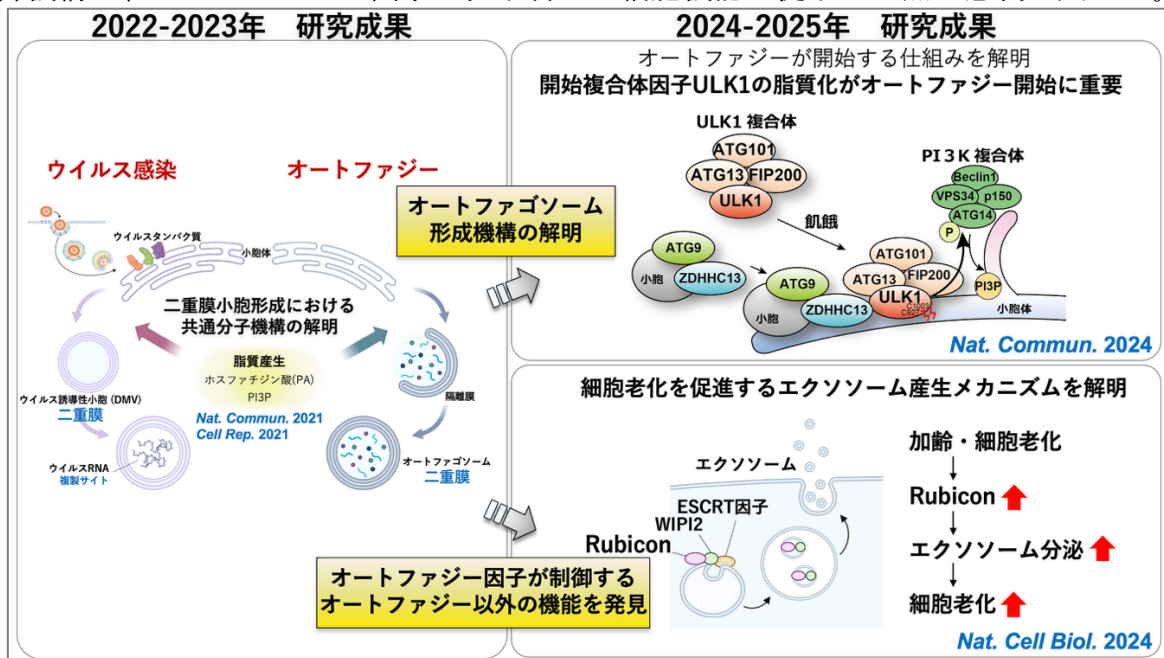 2022-2023年 研究成果
ウイルス感染
オートファジー
ウイルスタンパク質
小胞体
二重膜小胞形成における
共通分子機構の解明
脂質産生
ホスファチジン酸(PA)
PI3P
Nat. Commun. 2021
Cell Rep. 2021
ウイルス誘導性小胞 (DMV)
二重膜
ウイルスRNA
複製サイト
隔離膜
オートファゴソーム
二重膜
オートファゴソーム
形成機構の解明
オートファジー因子が制御する
オートファジー以外の機能を発見
2024-2025年 研究成果
オートファジーが開始する仕組みを解明
開始複合体因子ULK1の脂質化がオートファジー開始に重要
ULK1 複合体
ATG101
ATG13
FIP200
ULK1
飢餓
ATG9
小胞
ZDHHC13
ATG9
小胞
ZDHHC13
ATG101
ATG13
FIP200
ULK1
C1003
C927
PI3K 複合体
Beclin1
VPS34
p150
ATG14
P
PI3P
小胞体
Nat. Commun. 2024
細胞老化を促進するエクソソーム産生メカニズムを解明
エクソソーム
ESCRT因子
WIPI2
Rubicon
加齢・細胞老化
Rubicon
エクソソーム分泌
細胞老化
Nat. Cell Biol. 2024